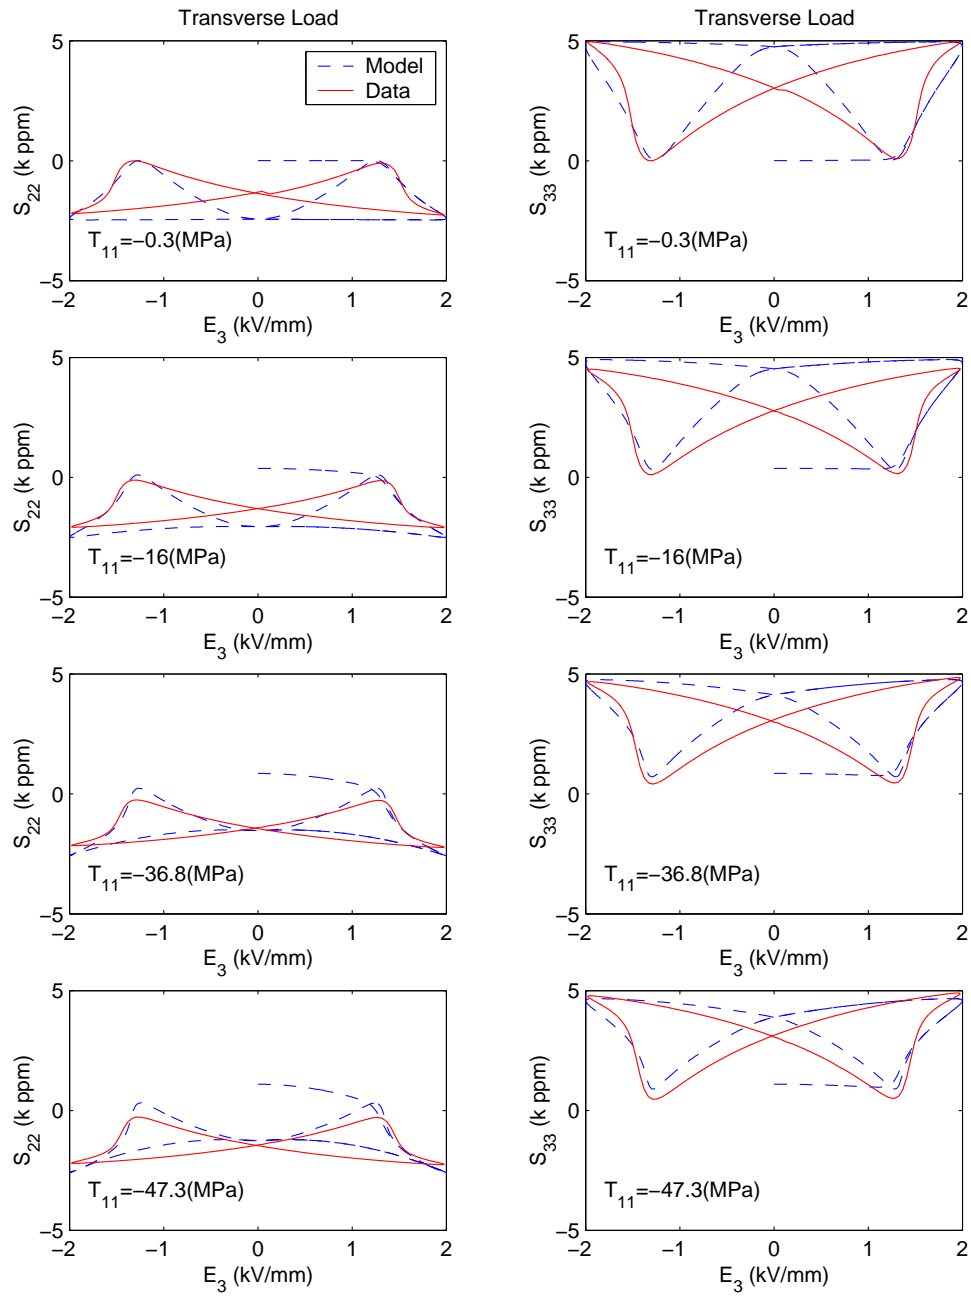 Transverse Load
5
0
−5
−2
−1
0
1
2
S22 (k ppm)
E3 (kV/mm)
T11=−0.3(MPa)
Model
Data
Transverse Load
5
0
−5
−2
−1
0
1
2
S33 (k ppm)
E3 (kV/mm)
T11=−0.3(MPa)
5
0
−5
−2
−1
0
1
2
S22 (k ppm)
E3 (kV/mm)
T11=−16(MPa)
5
0
−5
−2
−1
0
1
2
S33 (k ppm)
E3 (kV/mm)
T11=−16(MPa)
5
0
−5
−2
−1
0
1
2
S22 (k ppm)
E3 (kV/mm)
T11=−36.8(MPa)
5
0
−5
−2
−1
0
1
2
S33 (k ppm)
E3 (kV/mm)
T11=−36.8(MPa)
5
0
−5
−2
−1
0
1
2
S22 (k ppm)
E3 (kV/mm)
T11=−47.3(MPa)
5
0
−5
−2
−1
0
1
2
S33 (k ppm)
E3 (kV/mm)
T11=−47.3(MPa)